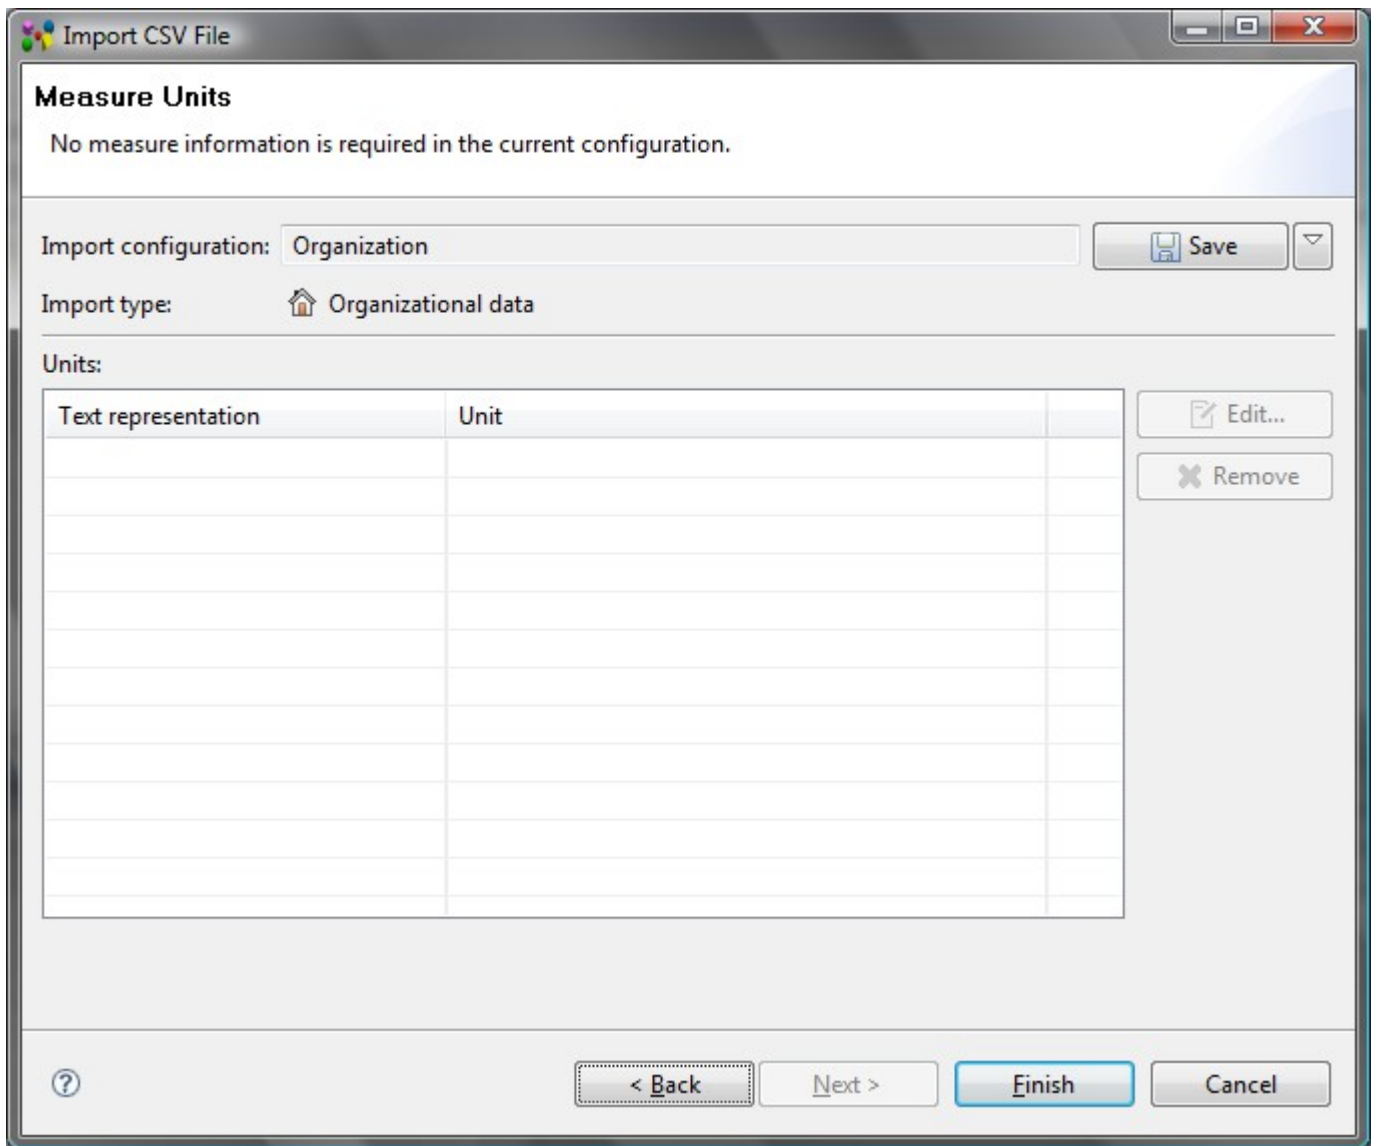 Import CSV File
Measure Units
No measure information is required in the current configuration.
Import configuration: Organization Save
Import type: Organizational data
Units:
Text representation Unit Edit...
Remove
< Back Next > Finish Cancel